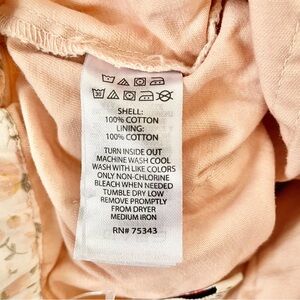 SHELL:
100% COTTON
LINING:
100% COTTON
TURN INSIDE OUT
MACHINE WASH COOL
WASH WITH LIKE COLORS
ONLY NON-CHLORINE
BLEACH WHEN NEEDED
TUMBLE DRY LOW
REMOVE PROMPTLY
FROM DRYER
MEDIUM IRON
RN# 75343